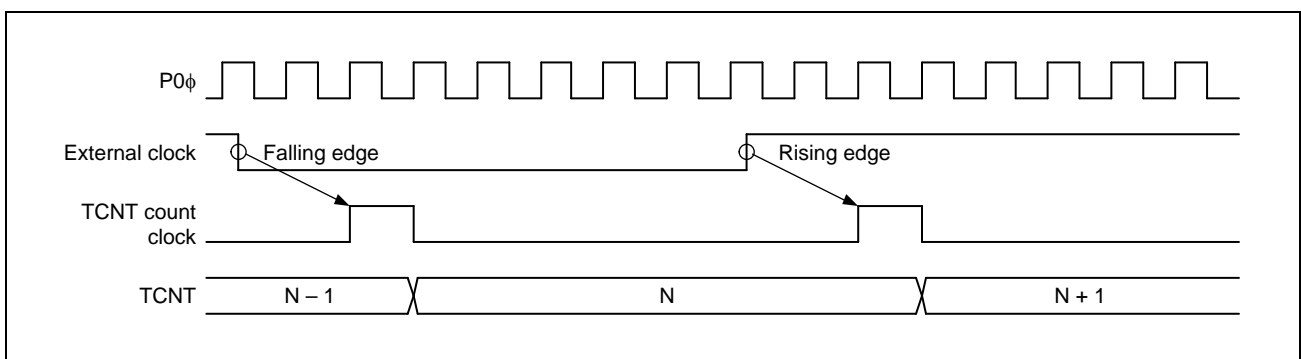 P0ϕ
External clock
Falling edge
Rising edge
TCNT count
clock
TCNT
N – 1
N
N + 1